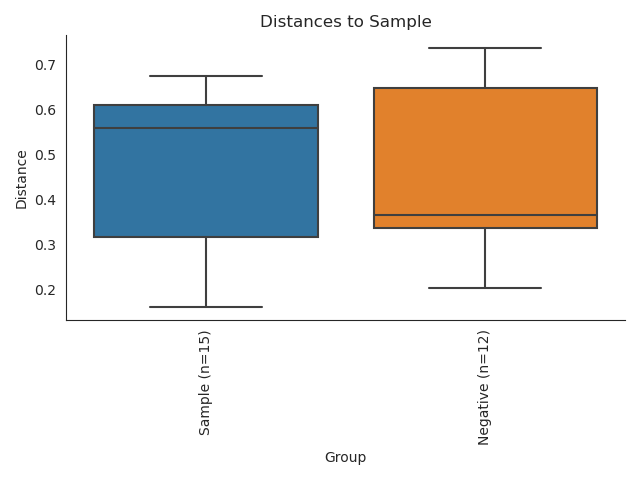 Distances to Sample
Distance
0.7
0.6
0.5
0.4
0.3
0.2
Sample (n=15)
Negative (n=12)
Group